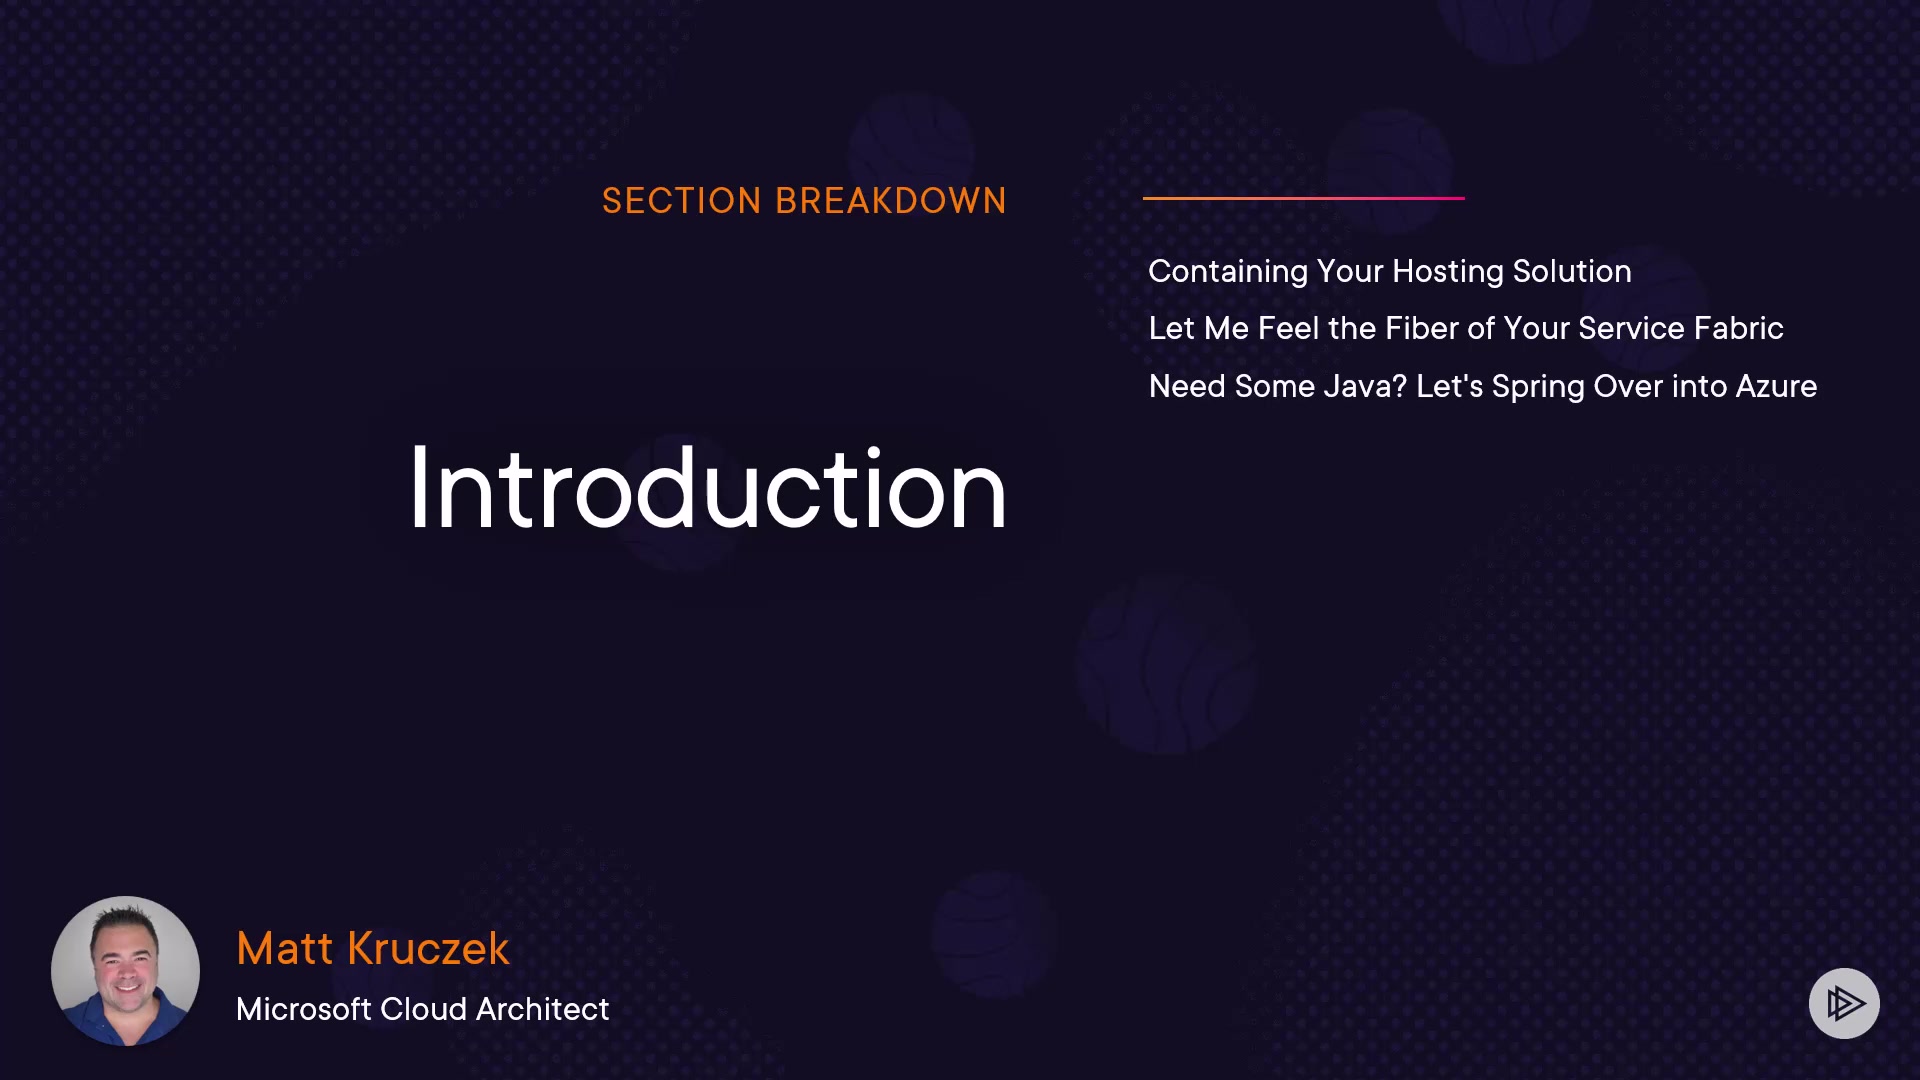 SECTION BREAKDOWN
Introduction
Containing Your Hosting Solution
Let Me Feel the Fiber of Your Service Fabric
Need Some Java? Let's Spring Over into Azure
Matt Kruczek
Microsoft Cloud Architect